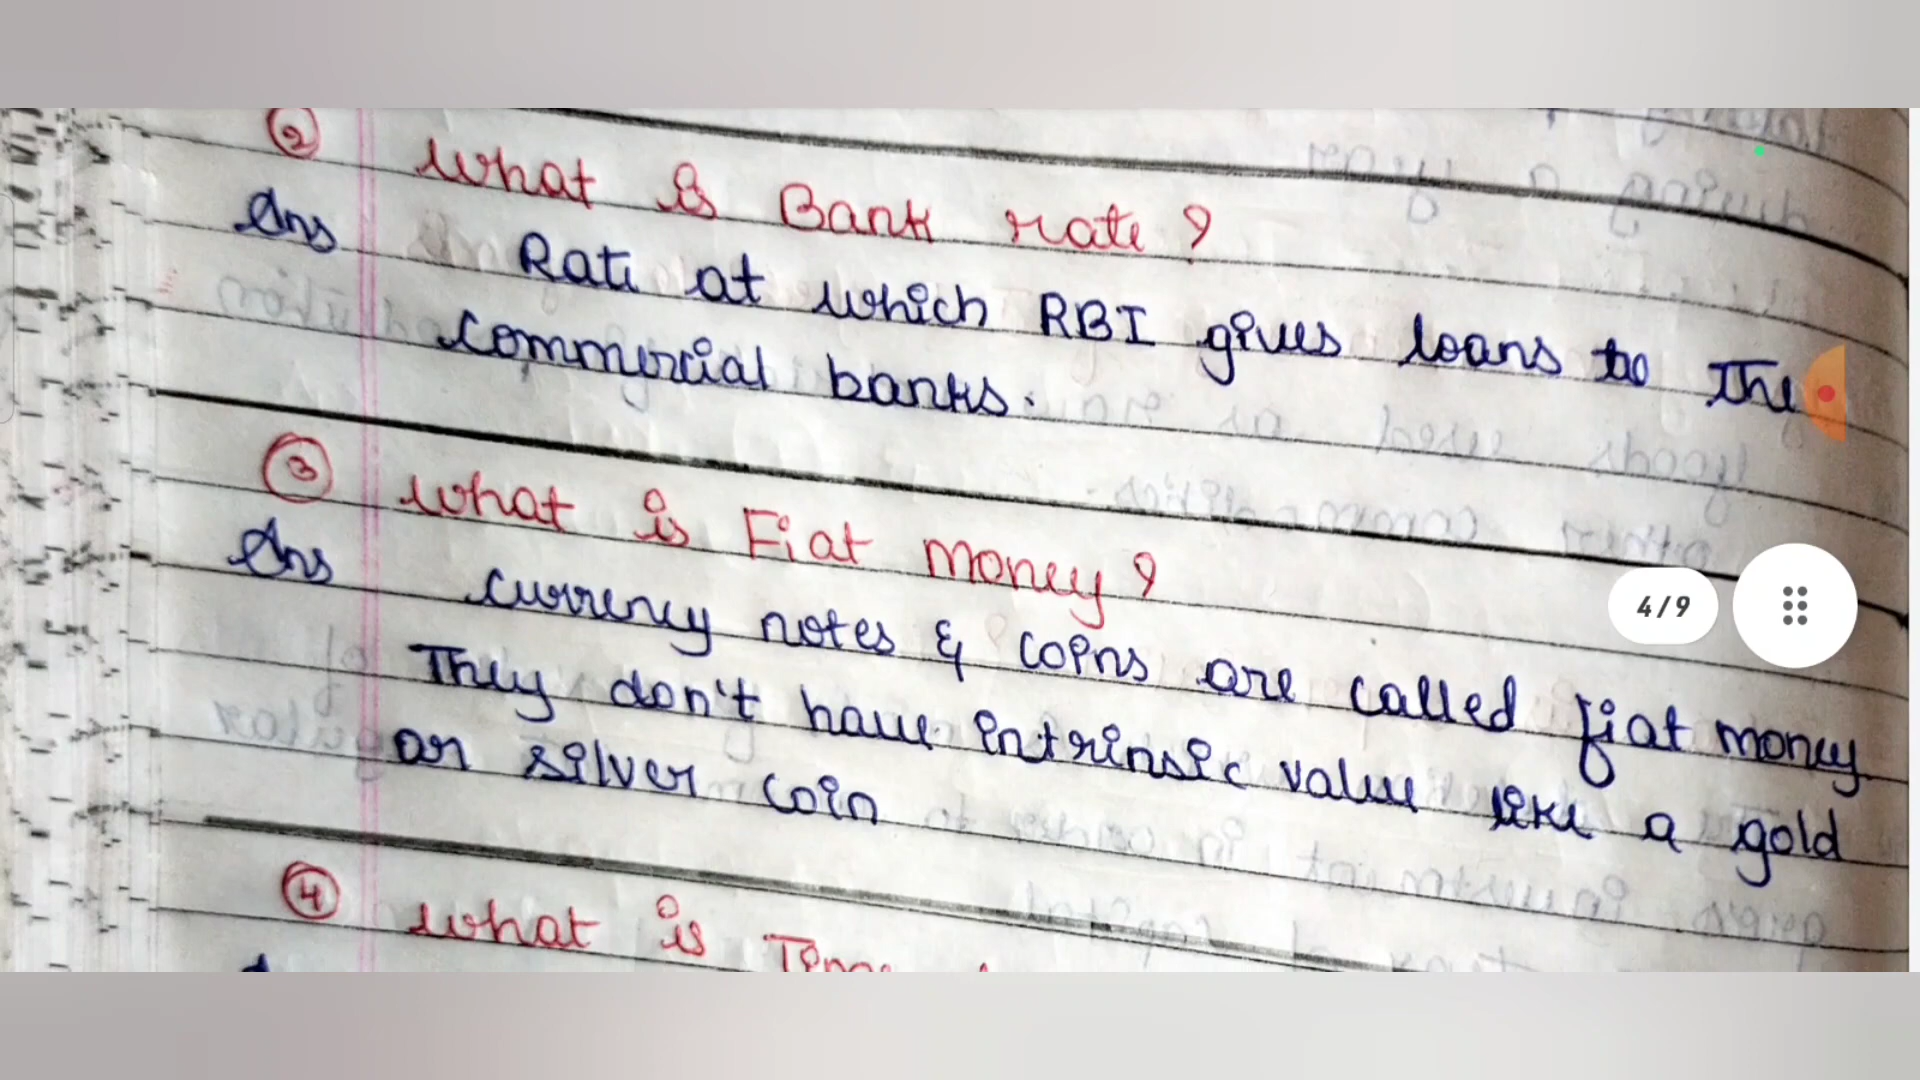 2 What is Bank rate?
Ans Rate at which RBI gives loans to The
commercial banks.
3 What is Fiat money?
Ans currency notes & coins are called fiat money
They don't have intrinsic value like a gold
or silver coin
4/9
4 what is